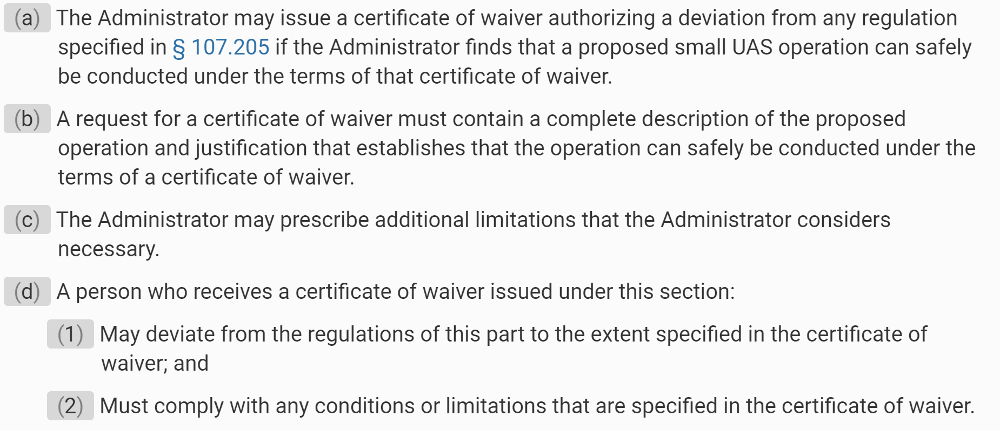 (a) The Administrator may issue a certificate of waiver authorizing a deviation from any regulation
specified in § 107.205 if the Administrator finds that a proposed small UAS operation can safely
be conducted under the terms of that certificate of waiver.
(b) A request for a certificate of waiver must contain a complete description of the proposed
operation and justification that establishes that the operation can safely be conducted under the
terms of a certificate of waiver.
(c) The Administrator may prescribe additional limitations that the Administrator considers
necessary.
(d) A person who receives a certificate of waiver issued under this section:
(1) May deviate from the regulations of this part to the extent specified in the certificate of
waiver; and
(2) Must comply with any conditions or limitations that are specified in the certificate of waiver.